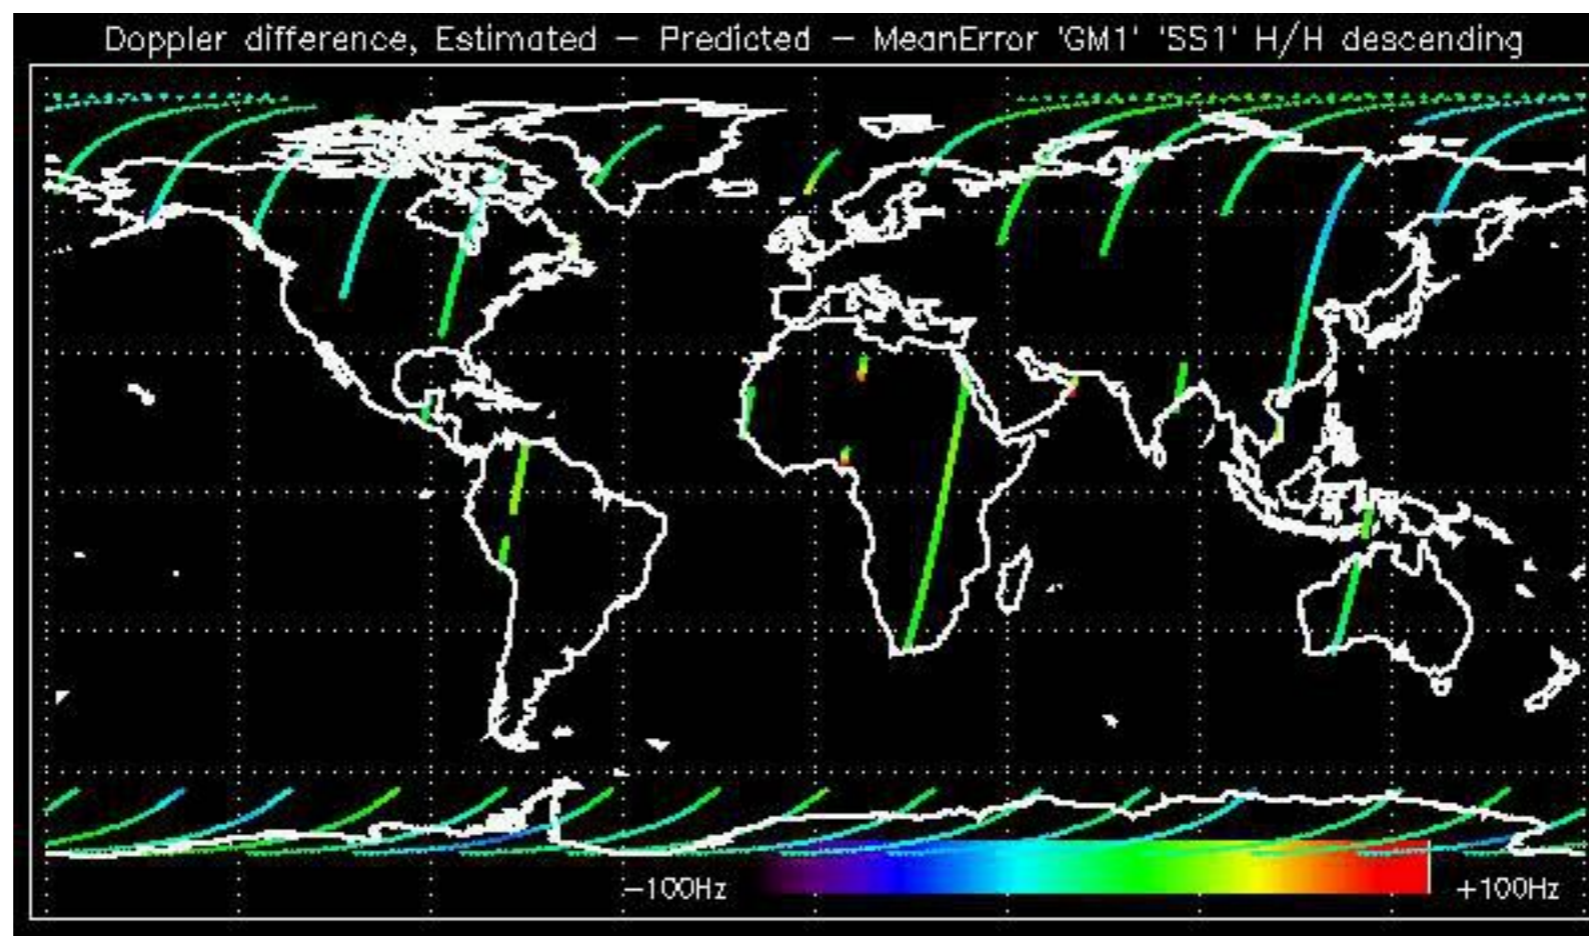 Doppler difference, Estimated – Predicted – MeanError 'GM1' 'SS1' H/H descending
–100Hz
+100Hz